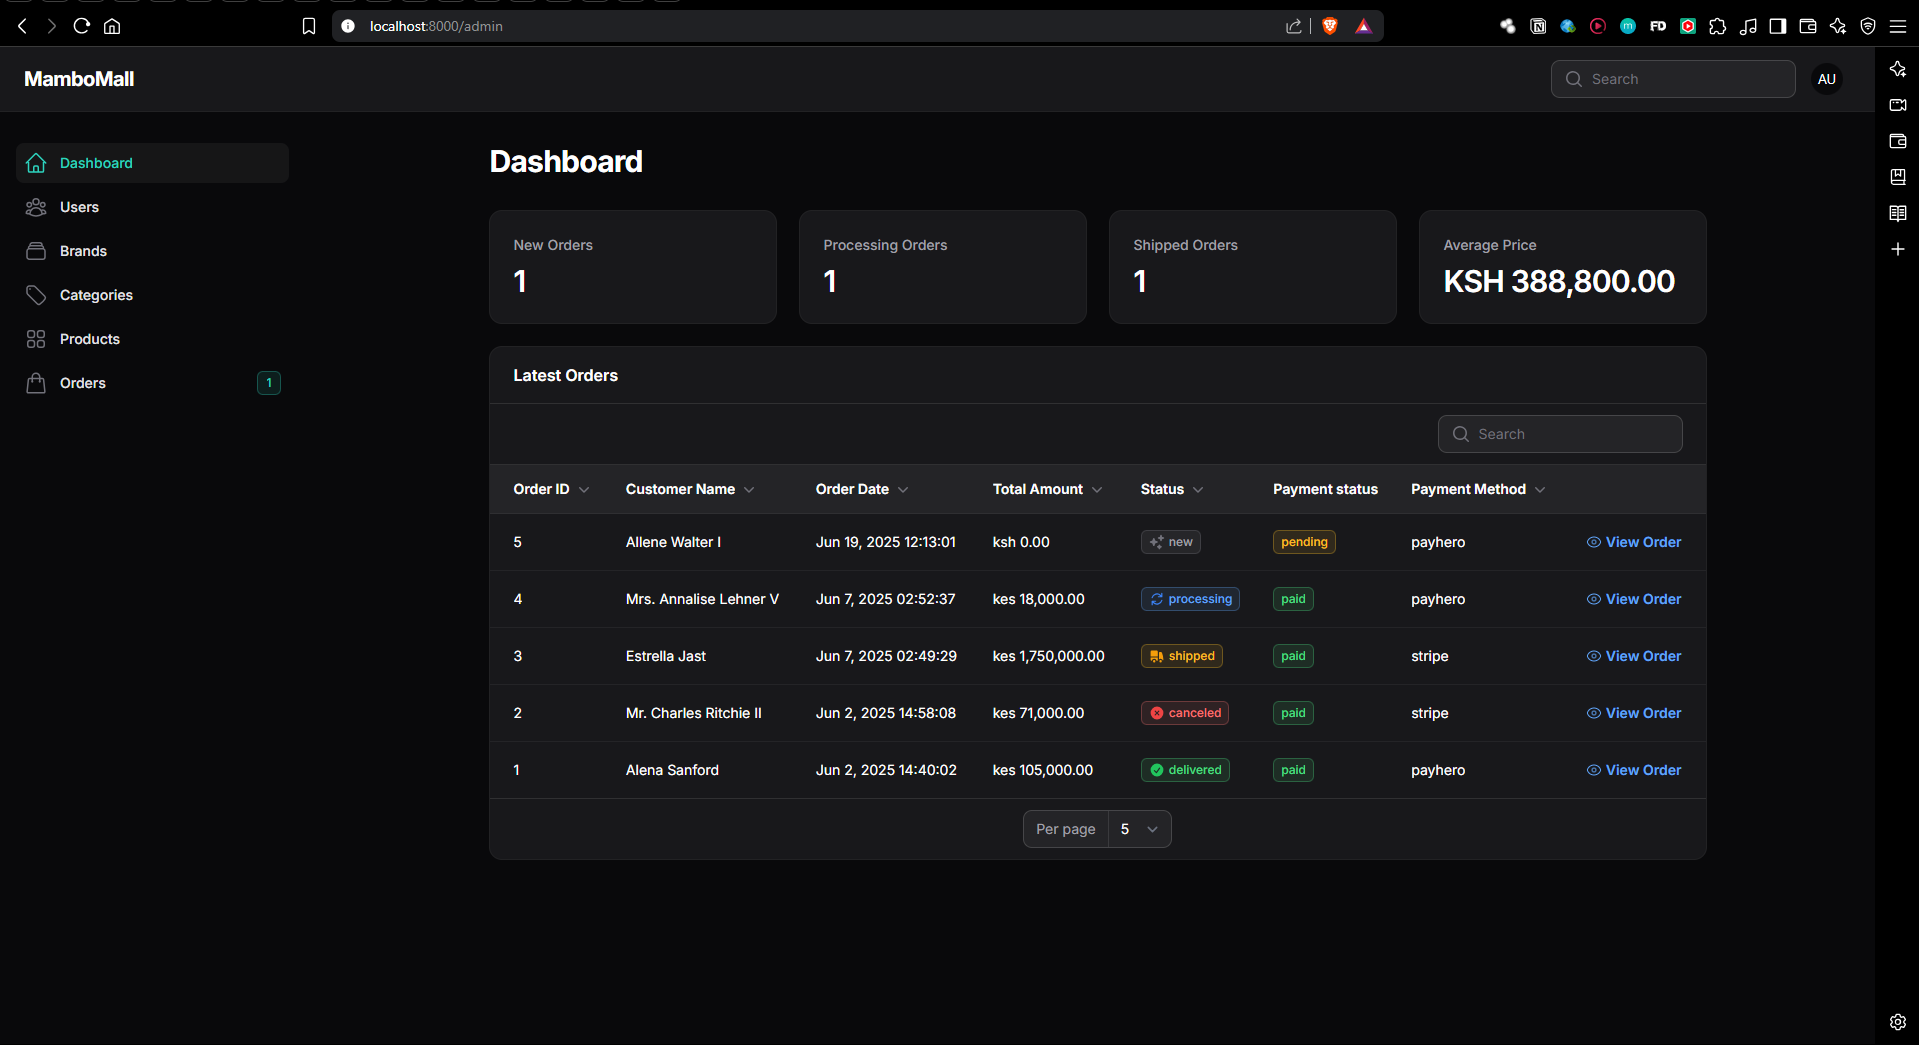 localhost:8000/admin
MamboMall
Search
AU
Dashboard
Users
Brands
Categories
Products
Orders 1
Dashboard
New Orders
1
Processing Orders
1
Shipped Orders
1
Average Price
KSH 388,800.00
Latest Orders
Search
Order ID Customer Name Order Date Total Amount Status Payment status Payment Method
5 Allene Walter I Jun 19, 2025 12:13:01 ksh 0.00 new pending payhero View Order
4 Mrs. Annalise Lehner V Jun 7, 2025 02:52:37 kes 18,000.00 processing paid payhero View Order
3 Estrella Jast Jun 7, 2025 02:49:29 kes 1,750,000.00 shipped paid stripe View Order
2 Mr. Charles Ritchie II Jun 2, 2025 14:58:08 kes 71,000.00 canceled paid stripe View Order
1 Alena Sanford Jun 2, 2025 14:40:02 kes 105,000.00 delivered paid payhero View Order
Per page 5